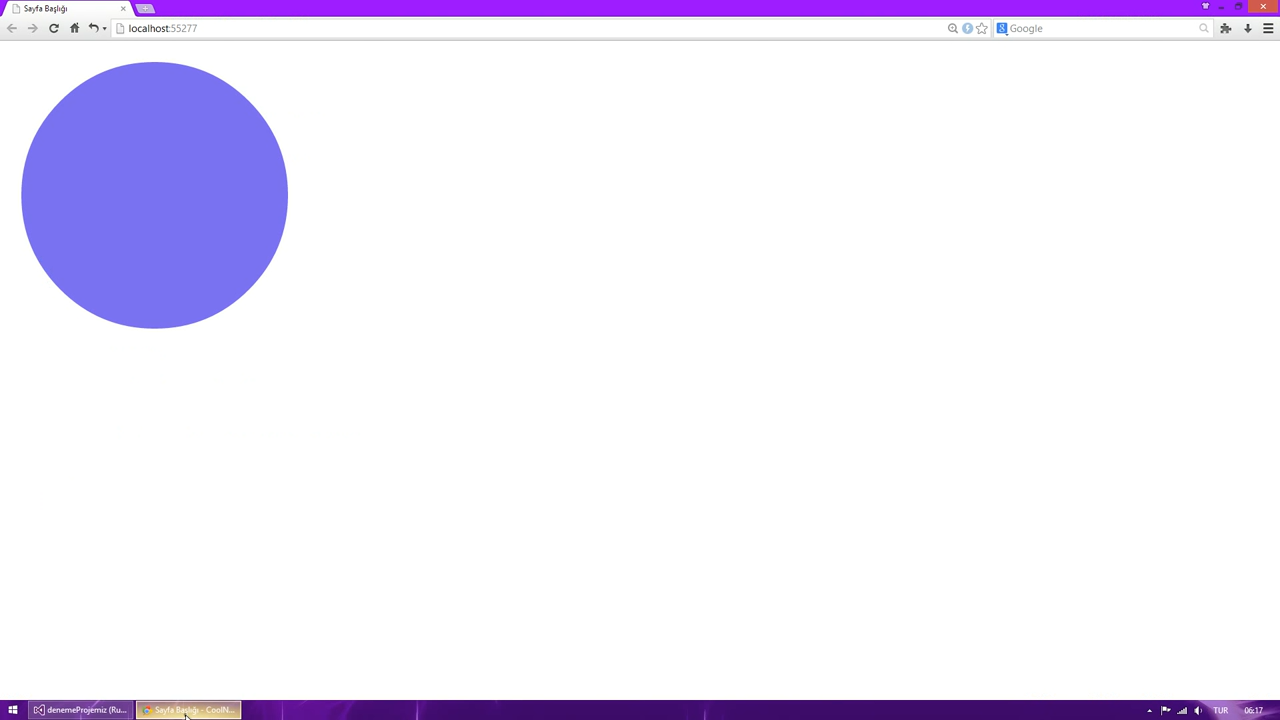 Sayfa Başlığı
localhost:55277
Google
denemeProjemiz (Ru...
Sayfa Başlığı - CoolN...
TUR
06:17